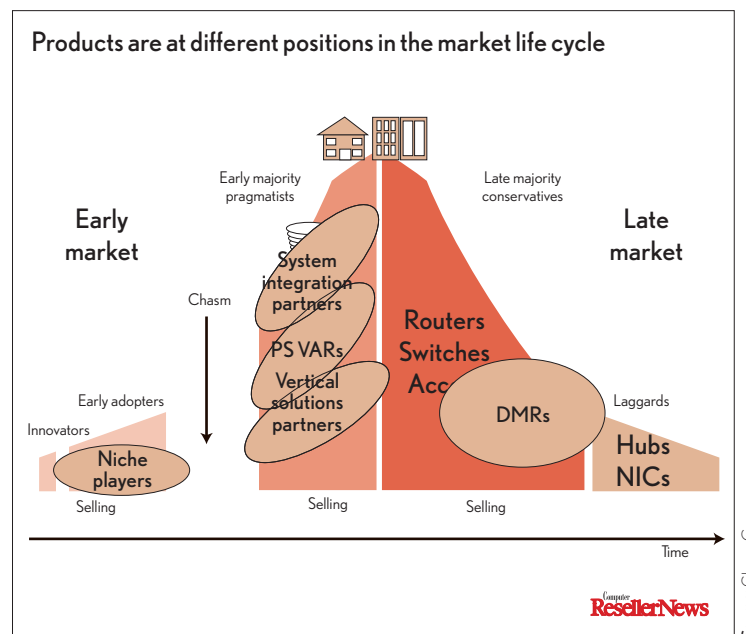 Products are at different positions in the market life cycle
Early majority
pragmatists
Late majority
conservatives
Early
market
Late
market
Chasm
System
integration
partners
PS VARs
Vertical
solutions
partners
Routers
Switches
Acc
DMRs
Early adopters
Innovators
Niche
players
Laggards
Hubs
NICs
Selling
Selling
Selling
Time
Computer
ResellerNews